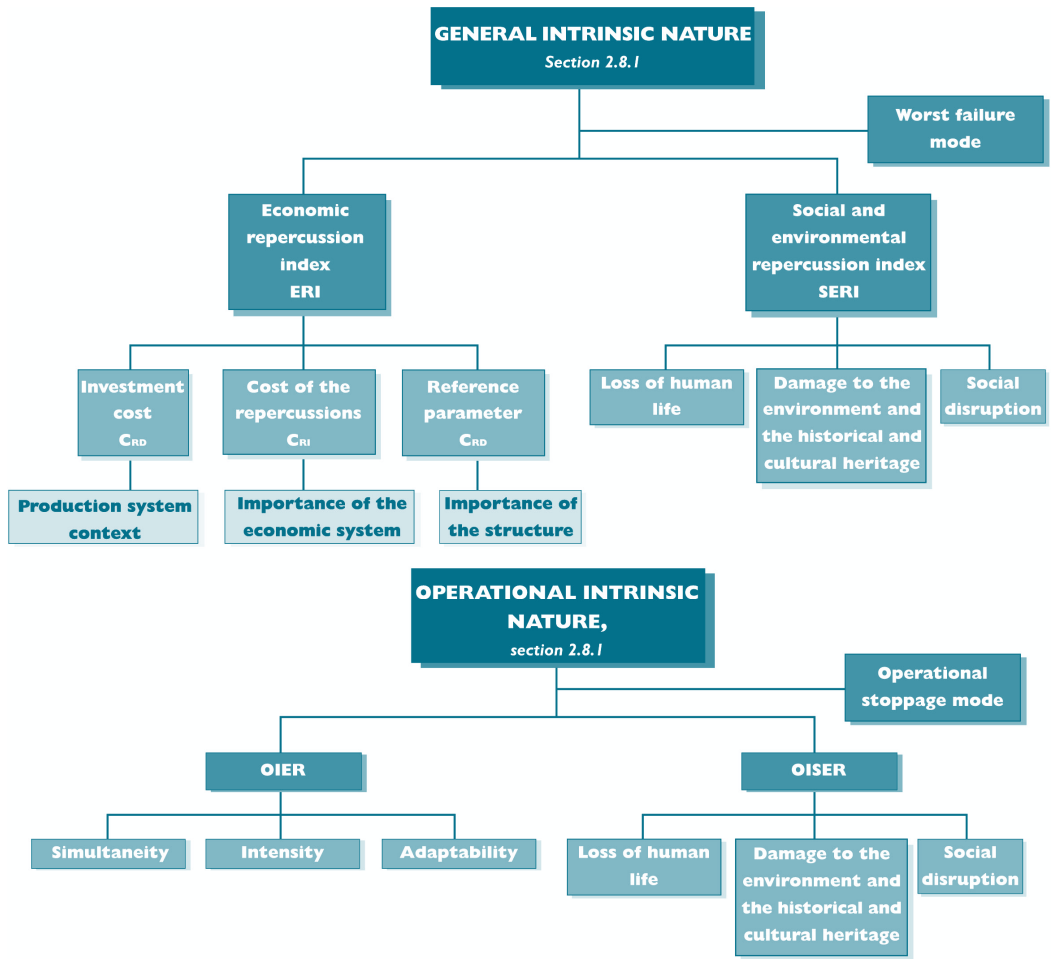 GENERAL INTRINSIC NATURE
Section 2.8.1
Worst failure
mode
Economic
repercussion
index
ERI
Social and
environmental
repercussion index
SERI
Investment
cost
CRD
Cost of the
repercussions
CRI
Reference
parameter
CRD
Loss of human
life
Damage to the
environment and
the historical and
cultural heritage
Social
disruption
Production system
context
Importance of the
economic system
Importance of
the structure
OPERATIONAL INTRINSIC
NATURE,
section 2.8.1
Operational
stoppage mode
OIER
OISER
Simultaneity
Intensity
Adaptability
Loss of human
life
Damage to the
environment and
the historical and
cultural heritage
Social
disruption